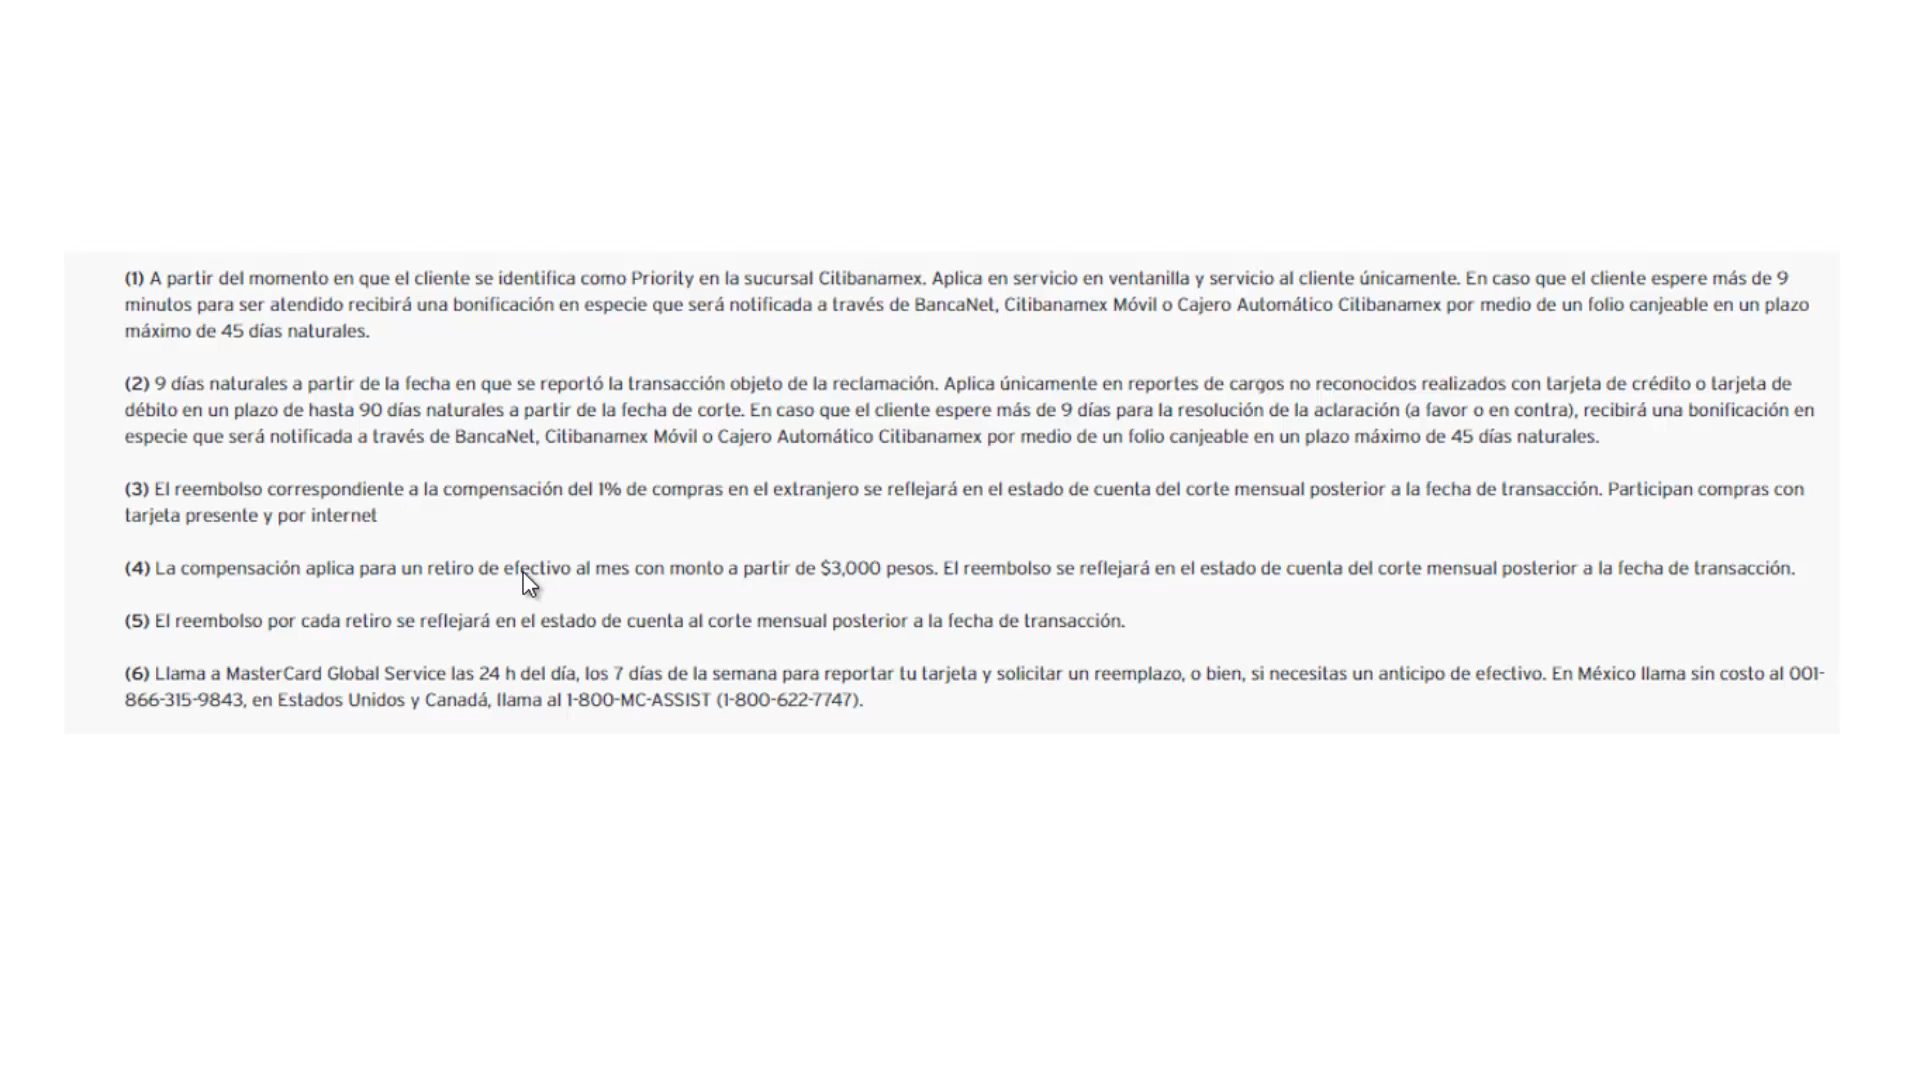 (1) A partir del momento en que el cliente se identifica como Priority en la sucursal Citibanamex. Aplica en servicio en ventanilla y servicio al cliente únicamente. En caso que el cliente espere más de 9
minutos para ser atendido recibirá una bonificación en especie que será notificada a través de BancaNet, Citibanamex Móvil o Cajero Automático Citibanamex por medio de un folio canjeable en un plazo
máximo de 45 días naturales.
(2) 9 días naturales a partir de la fecha en que se reportó la transacción objeto de la reclamación. Aplica únicamente en reportes de cargos no reconocidos realizados con tarjeta de crédito o tarjeta de
débito en un plazo de hasta 90 días naturales a partir de la fecha de corte. En caso que el cliente espere más de 9 días para la resolución de la aclaración (a favor o en contra), recibirá una bonificación en
especie que será notificada a través de BancaNet, Citibanamex Móvil o Cajero Automático Citibanamex por medio de un folio canjeable en un plazo máximo de 45 días naturales.
(3) El reembolso correspondiente a la compensación del 1% de compras en el extranjero se reflejará en el estado de cuenta del corte mensual posterior a la fecha de transacción. Participan compras con
tarjeta presente y por internet
(4) La compensación aplica para un retiro de efectivo al mes con monto a partir de $3,000 pesos. El reembolso se reflejará en el estado de cuenta del corte mensual posterior a la fecha de transacción.
(5) El reembolso por cada retiro se reflejará en el estado de cuenta al corte mensual posterior a la fecha de transacción.
(6) Llama a MasterCard Global Service las 24 h del día, los 7 días de la semana para reportar tu tarjeta y solicitar un reemplazo, o bien, si necesitas un anticipo de efectivo. En México llama sin costo al 001-
866-315-9843, en Estados Unidos y Canadá, llama al 1-800-MC-ASSIST (1-800-622-7747).